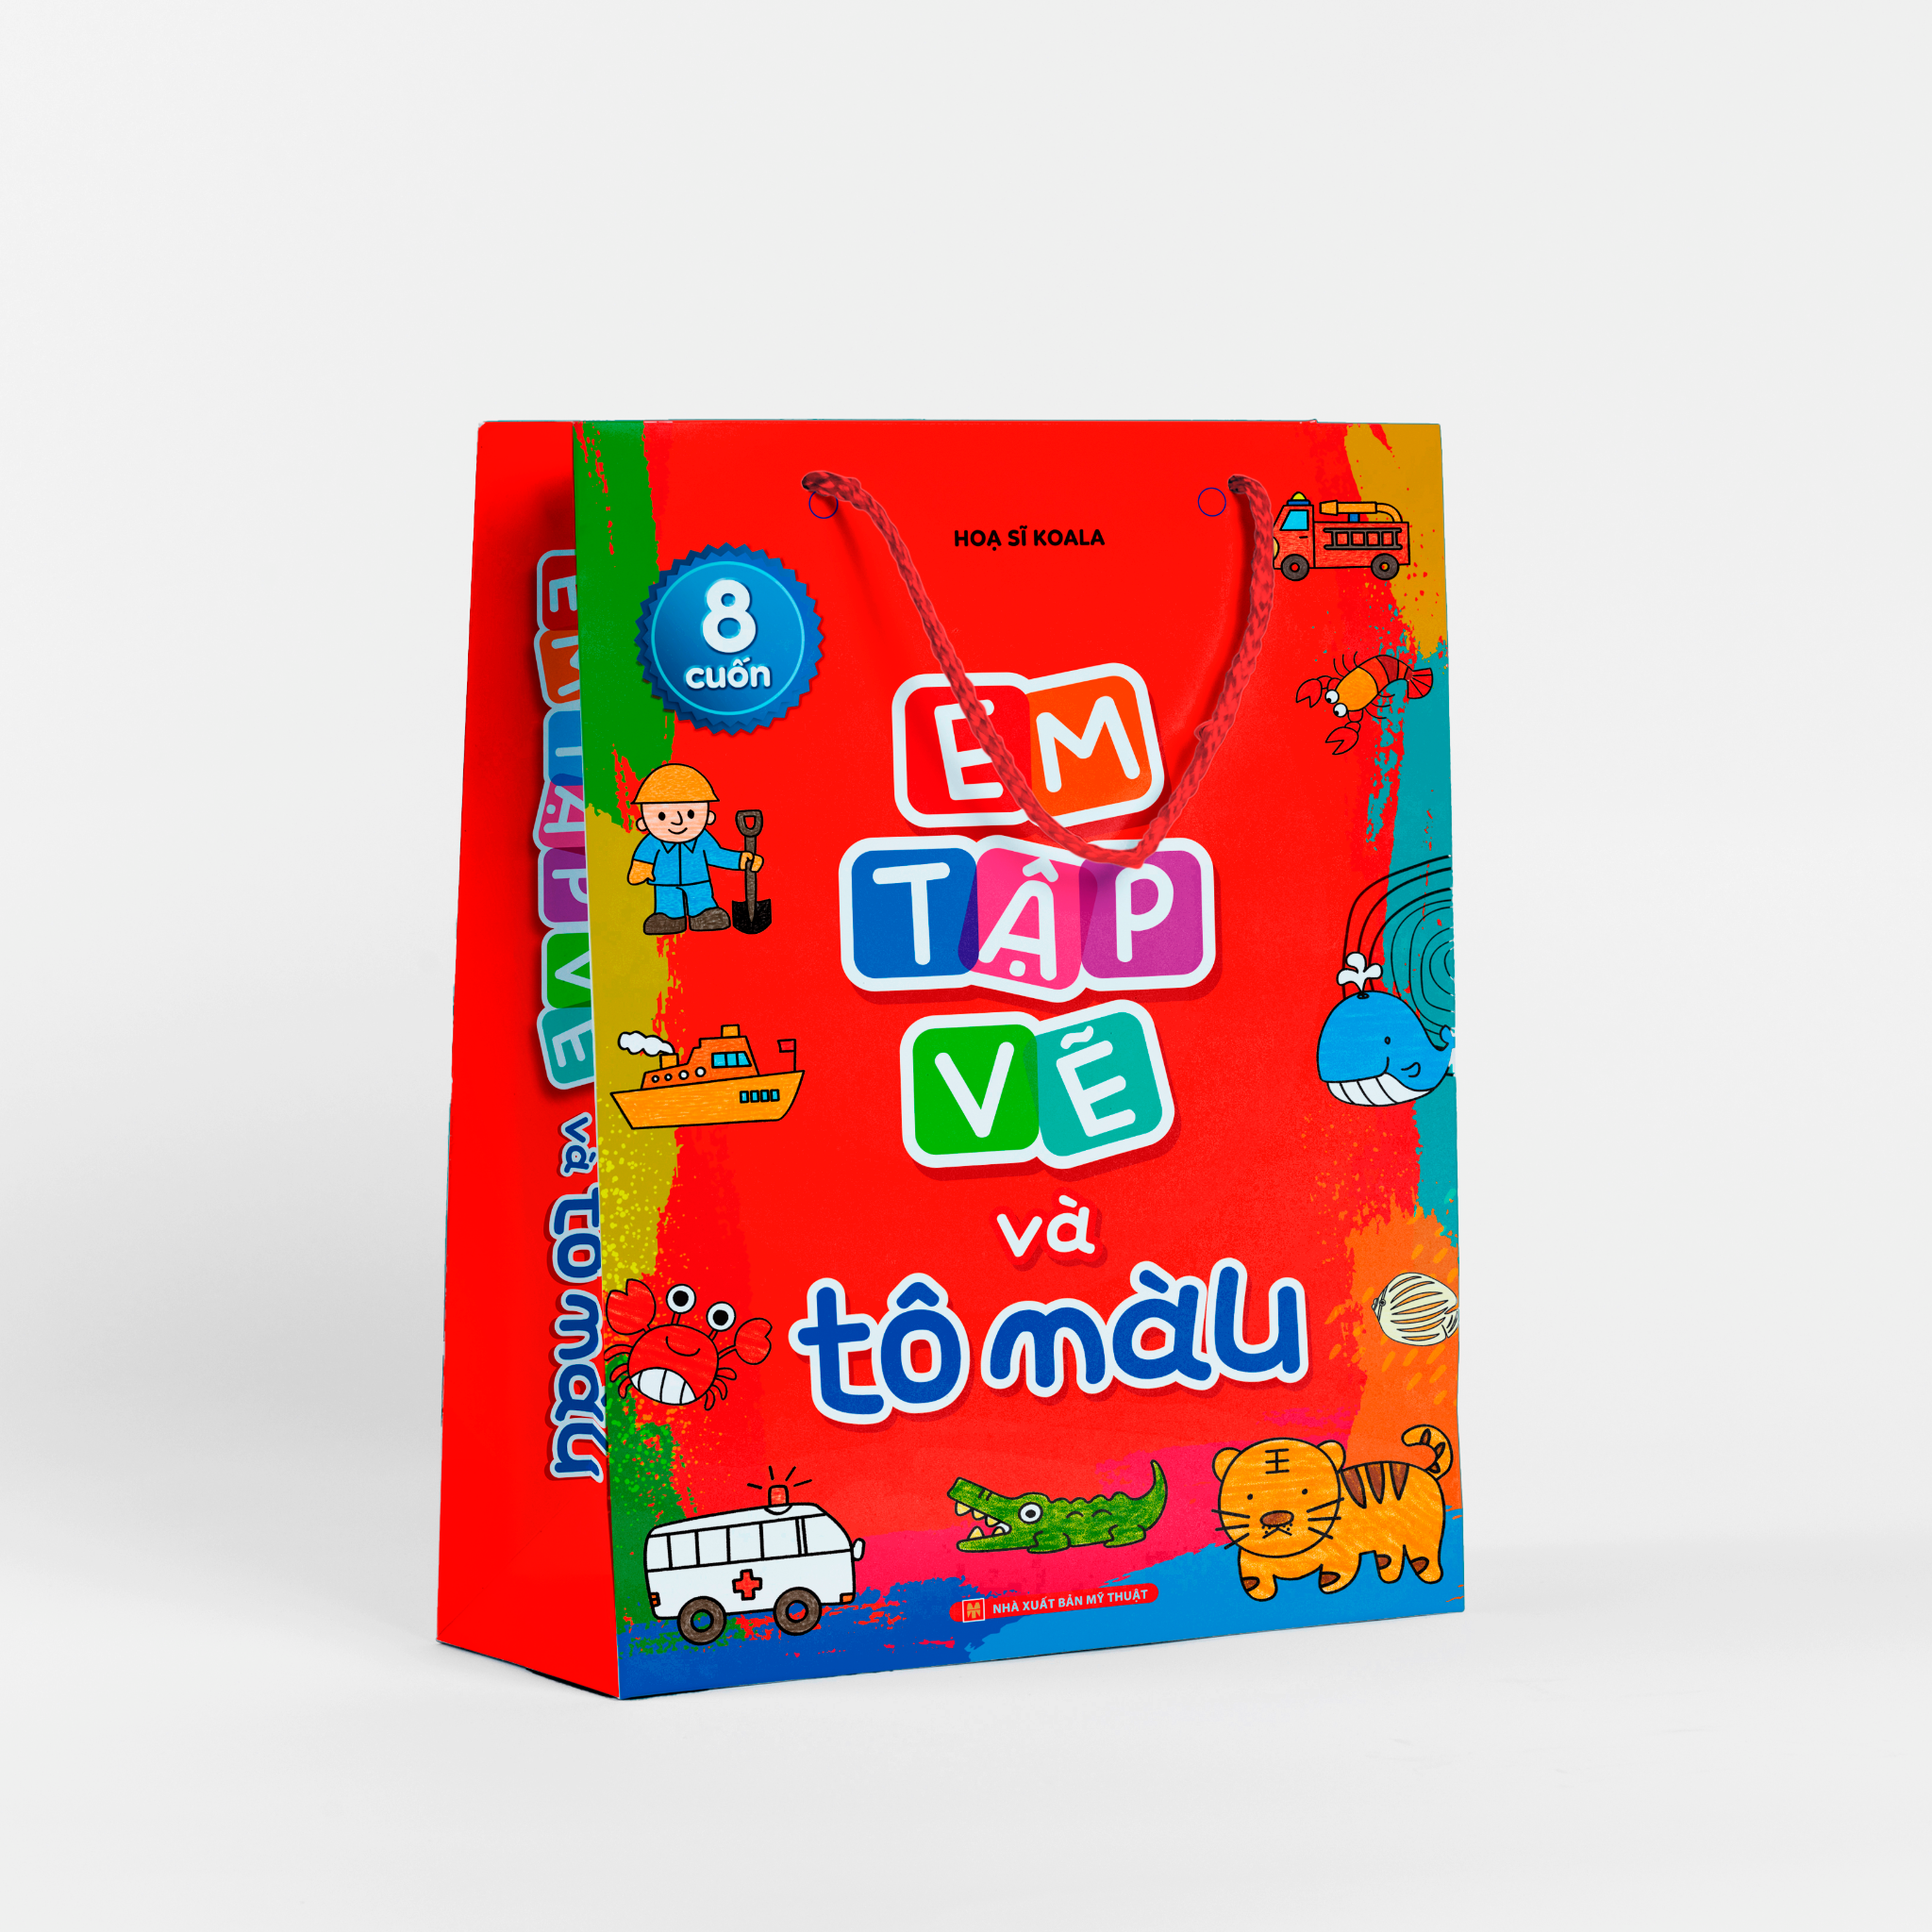 HOẠ SĨ KOALA
8
cuốn
EM
TẬP
VẼ
và
tô màu
王
NHÀ XUẤT BẢN MỸ THUẬT
EM TẬP VẼ và tô màu